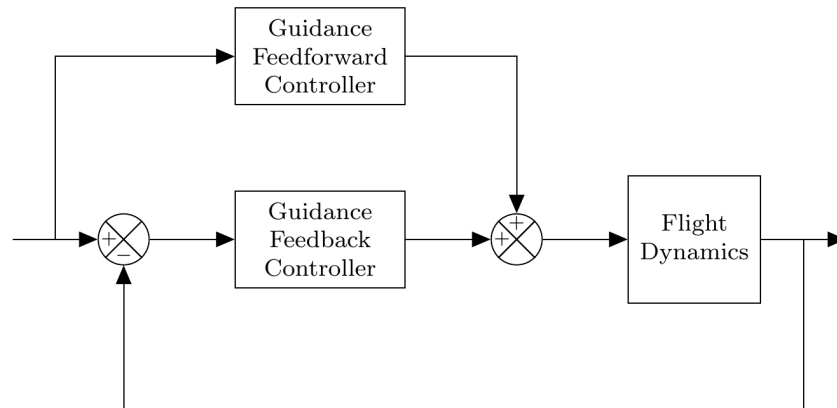 Guidance
Feedforward
Controller
+
+
−
Guidance
Feedback
Controller
+
Flight
Dynamics